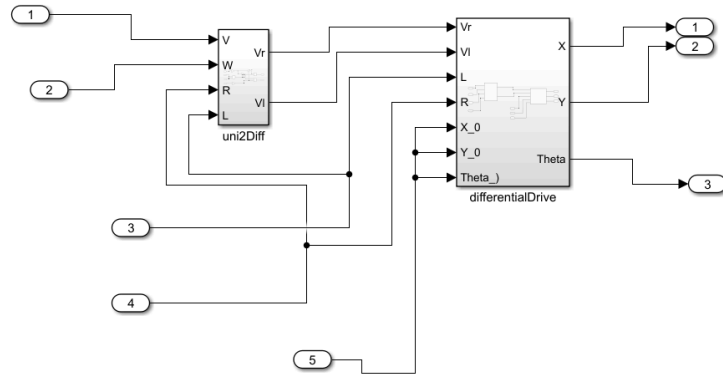 1
2
V
W
R
L
Vr
Vl
uni2Diff
3
4
5
Vr
Vl
L
R
X_0
Y_0
Theta_)
X
Y
Theta
differentialDrive
1
2
3